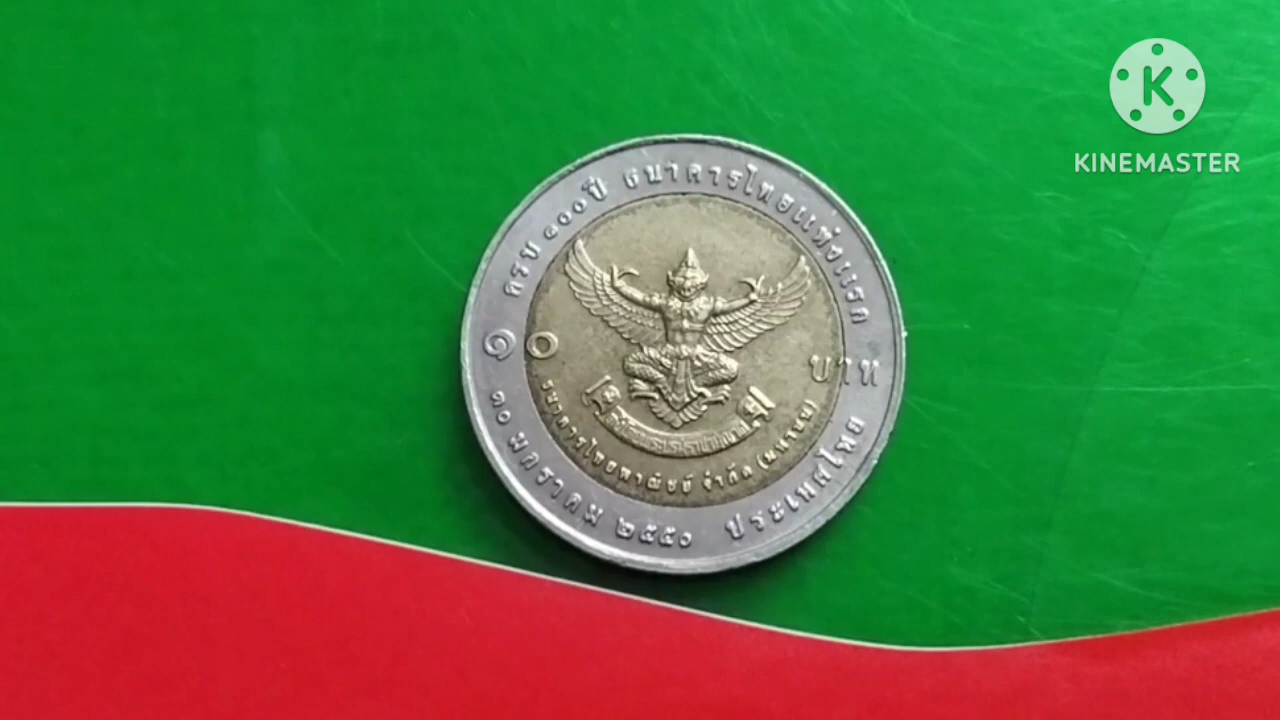 K
KINEMASTER
ครบ ๑๐๐ ปี ธนาคารไทยแห่งแรก
๑๐ บาท
ธนาคารไทยพาณิชย์ จำกัด (มหาชน)
๓๐ มกราคม ๒๕๕๐ ประเทศไทย